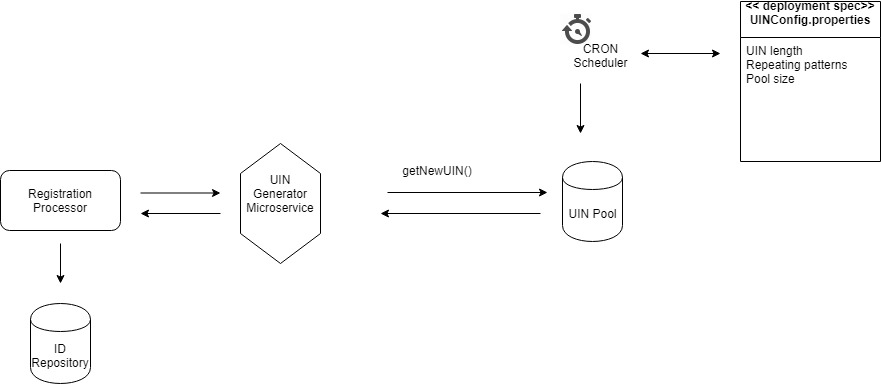 << deployment spec>>
UINConfig.properties
UIN length
Repeating patterns
Pool size
CRON
Scheduler
getNewUIN()
UIN
Generator
Microservice
Registration
Processor
UIN Pool
ID
Repository